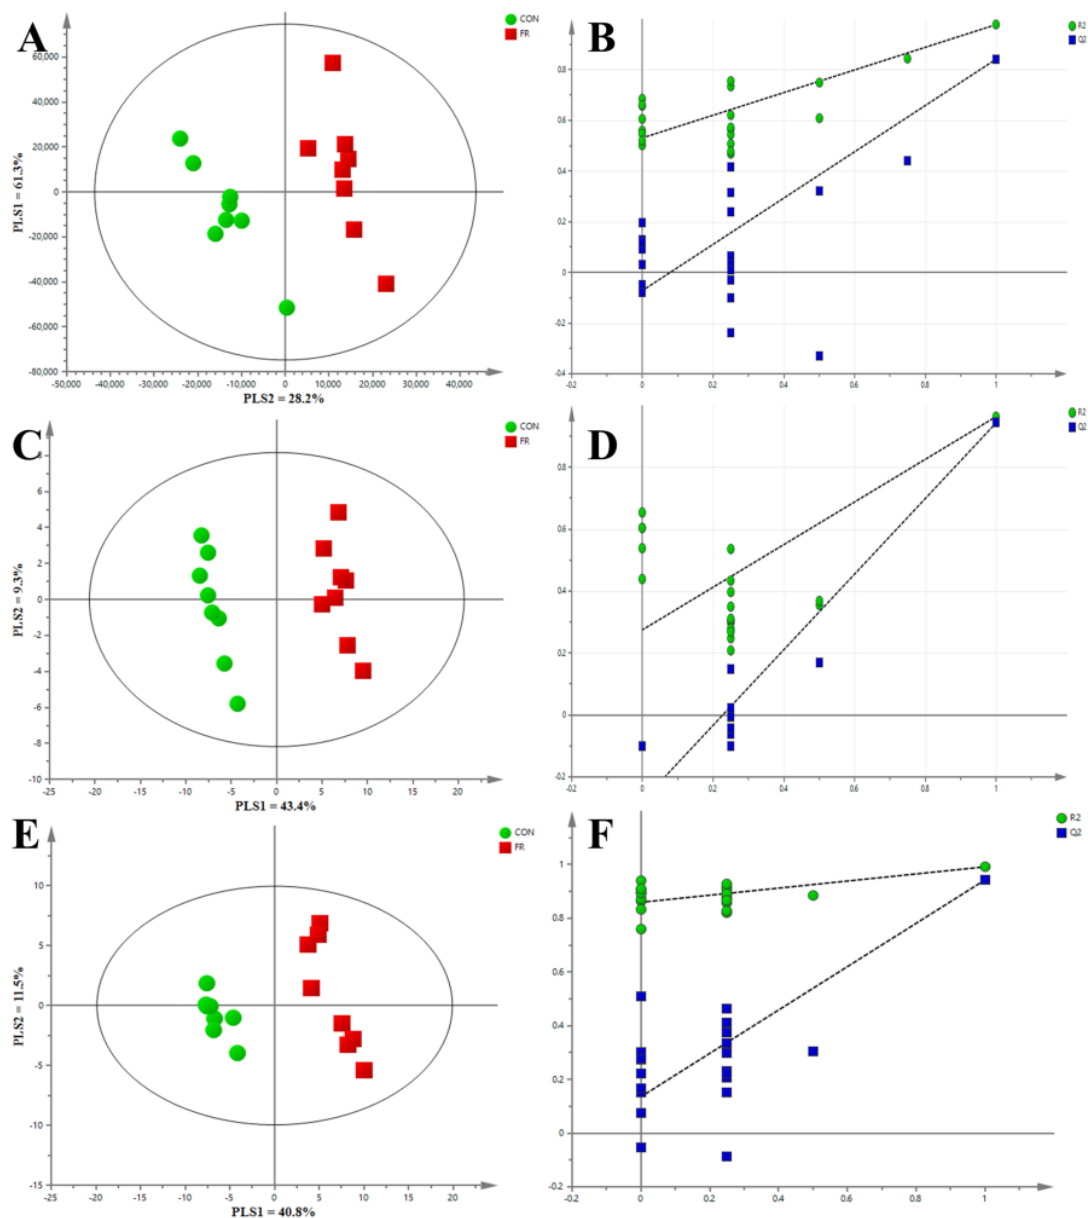 A
CON
FR
60,000
40,000
20,000
0
-20,000
-40,000
-60,000
-80,000
PLS1 = 61.3%
-50,000 -40,000 -30,000 -20,000 -10,000 0 10,000 20,000 30,000 40,000
PLS2 = 28.2%
B
R2
Q2
0.8
0.6
0.4
0.2
0
-0.2
-0.4
-0.2 0 0.2 0.4 0.6 0.8 1
C
CON
FR
8
6
4
2
0
-2
-4
-6
-8
-10
PLS2 = 9.3%
-25 -20 -15 -10 -5 0 5 10 15 20 25
PLS1 = 43.4%
D
R2
Q2
0.8
0.6
0.4
0.2
0
-0.2
-0.2 0 0.2 0.4 0.6 0.8 1
E
CON
FR
10
5
0
-5
-10
-15
PLS2 = 11.5%
-25 -20 -15 -10 -5 0 5 10 15 20
PLS1 = 40.8%
F
R2
Q2
1
0.8
0.6
0.4
0.2
0
-0.2
-0.2 0 0.2 0.4 0.6 0.8 1